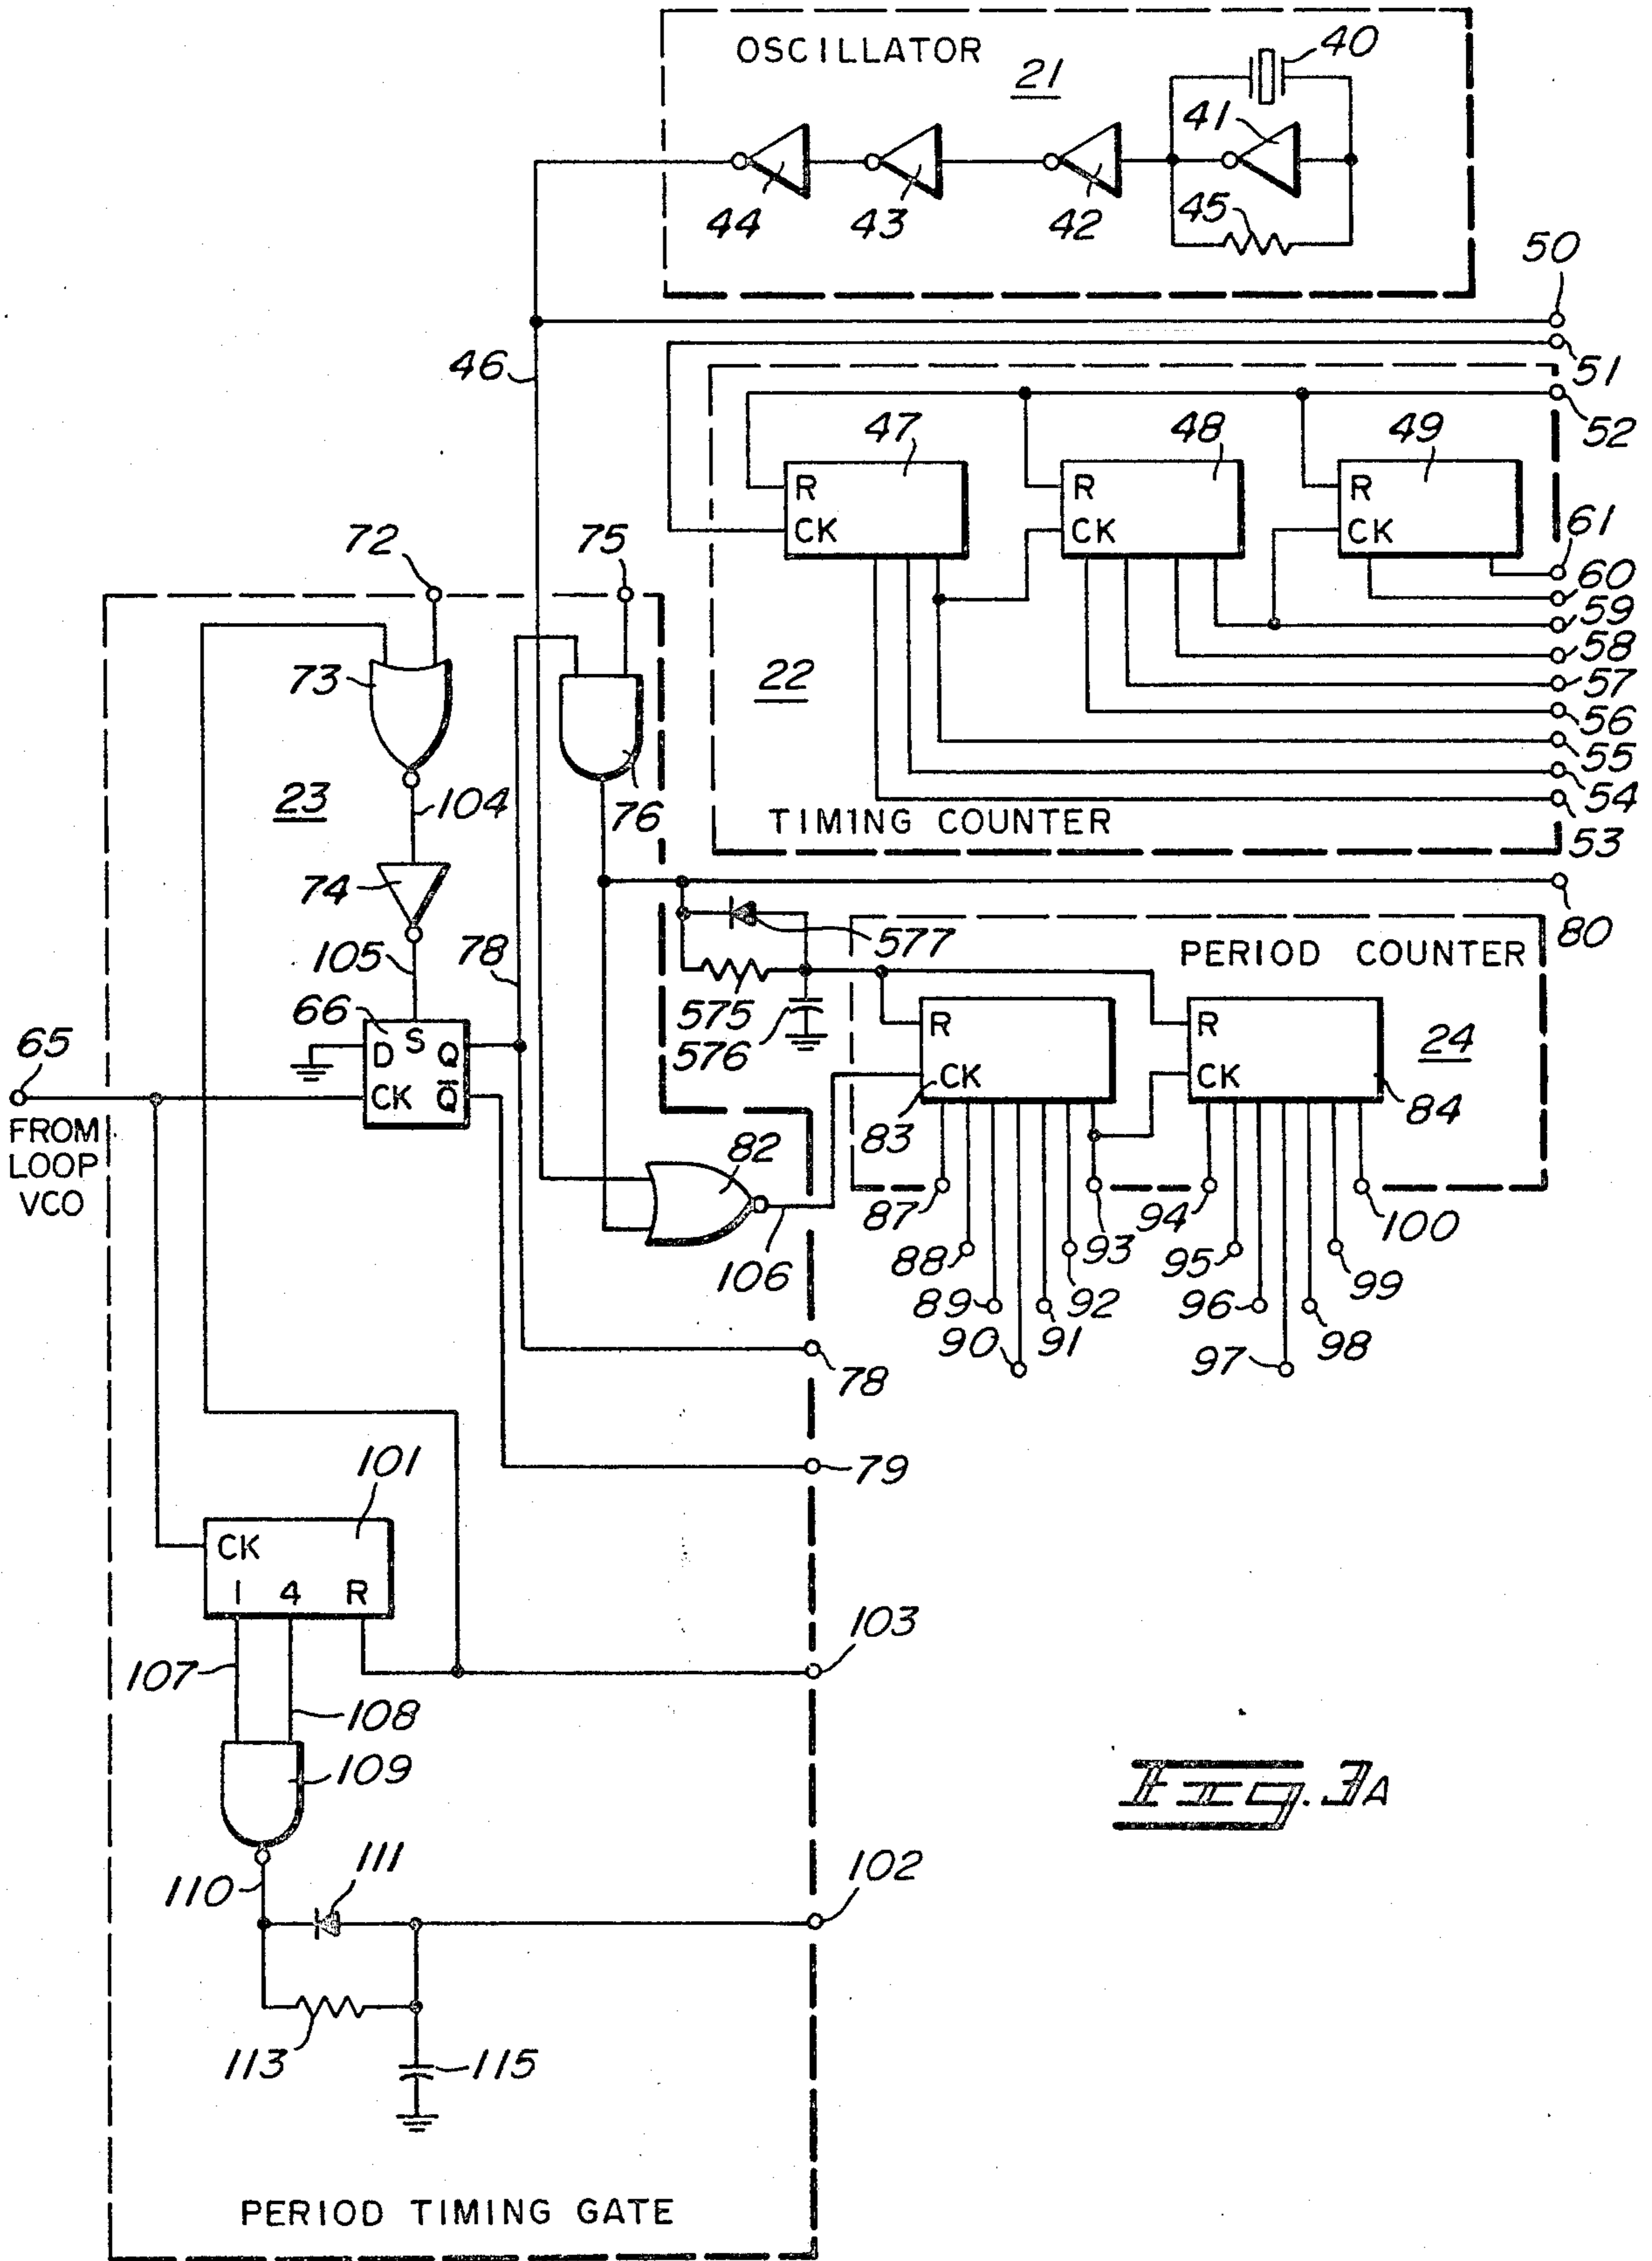 OSCILLATOR
21
40
41
44
43
42
45
50
46
51
52
47
48
49
R
CK
R
CK
R
CK
61
60
59
58
57
56
55
54
53
72
75
73
22
23
104
76
TIMING COUNTER
74
80
577
PERIOD COUNTER
105
78
575
576
R
CK
R
CK
24
66
S
D
Q
CK
Q̅
65
FROM
LOOP
VCO
83
84
82
106
87
88
89
90
91
92
93
94
95
96
97
98
99
100
78
79
101
CK
1 4 R
103
107
108
109
Fig. 3A
110
111
102
113
115
PERIOD TIMING GATE